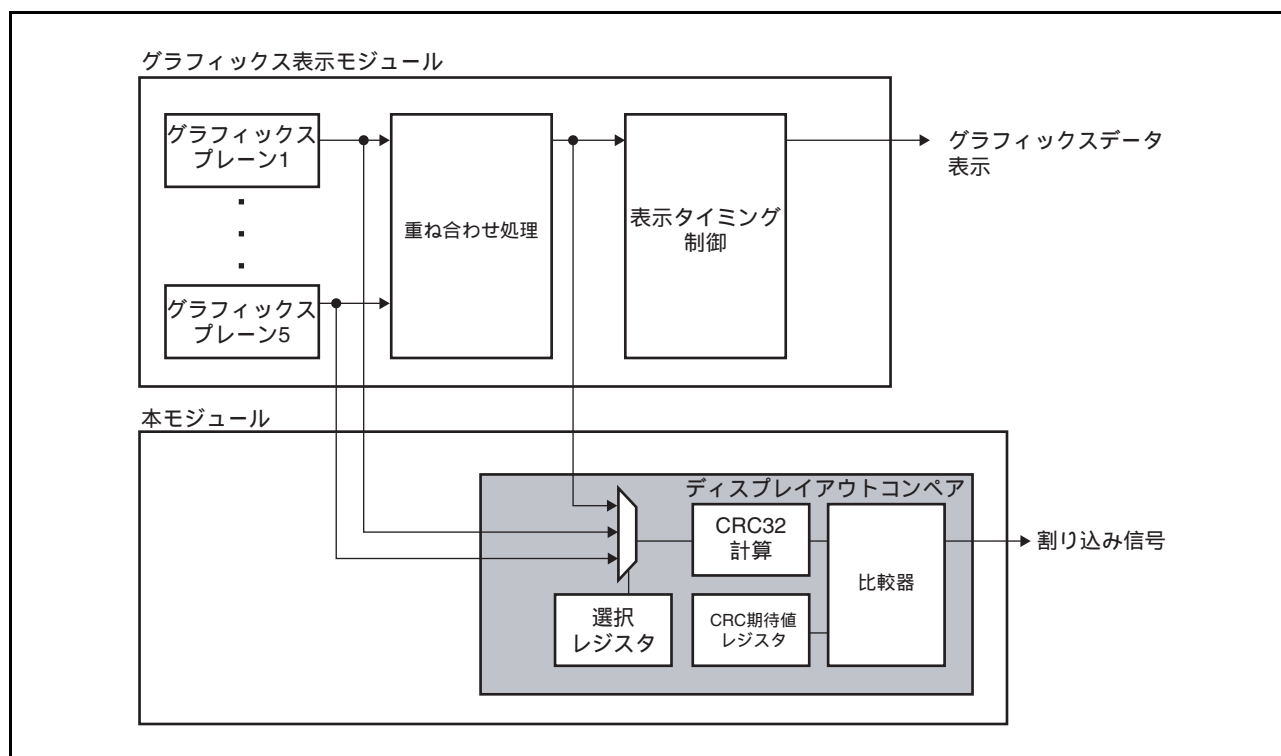 グラフィックス表示モジュール
グラフィックス
プレーン1
グラフィックス
プレーン5
重ね合わせ処理
表示タイミング
制御
グラフィックスデータ
表示
本モジュール
ディスプレイアウトコンペア
選択
レジスタ
CRC32
計算
CRC期待値
レジスタ
比較器
割り込み信号